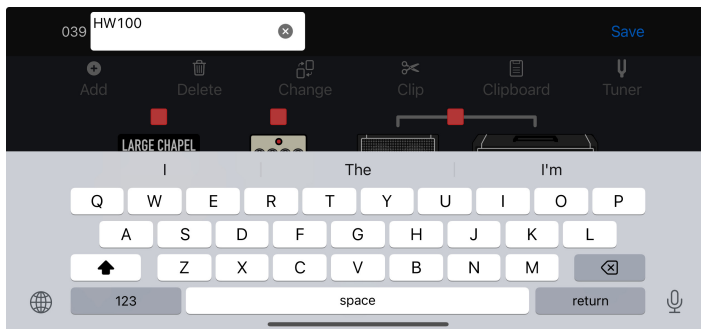 039 HW100 Save
Add Delete Change Clip Clipboard Tuner
LARGE CHAPEL
I The I'm
Q W E R T Y U I O P
A S D F G H J K L
Z X C V B N M
123 space return